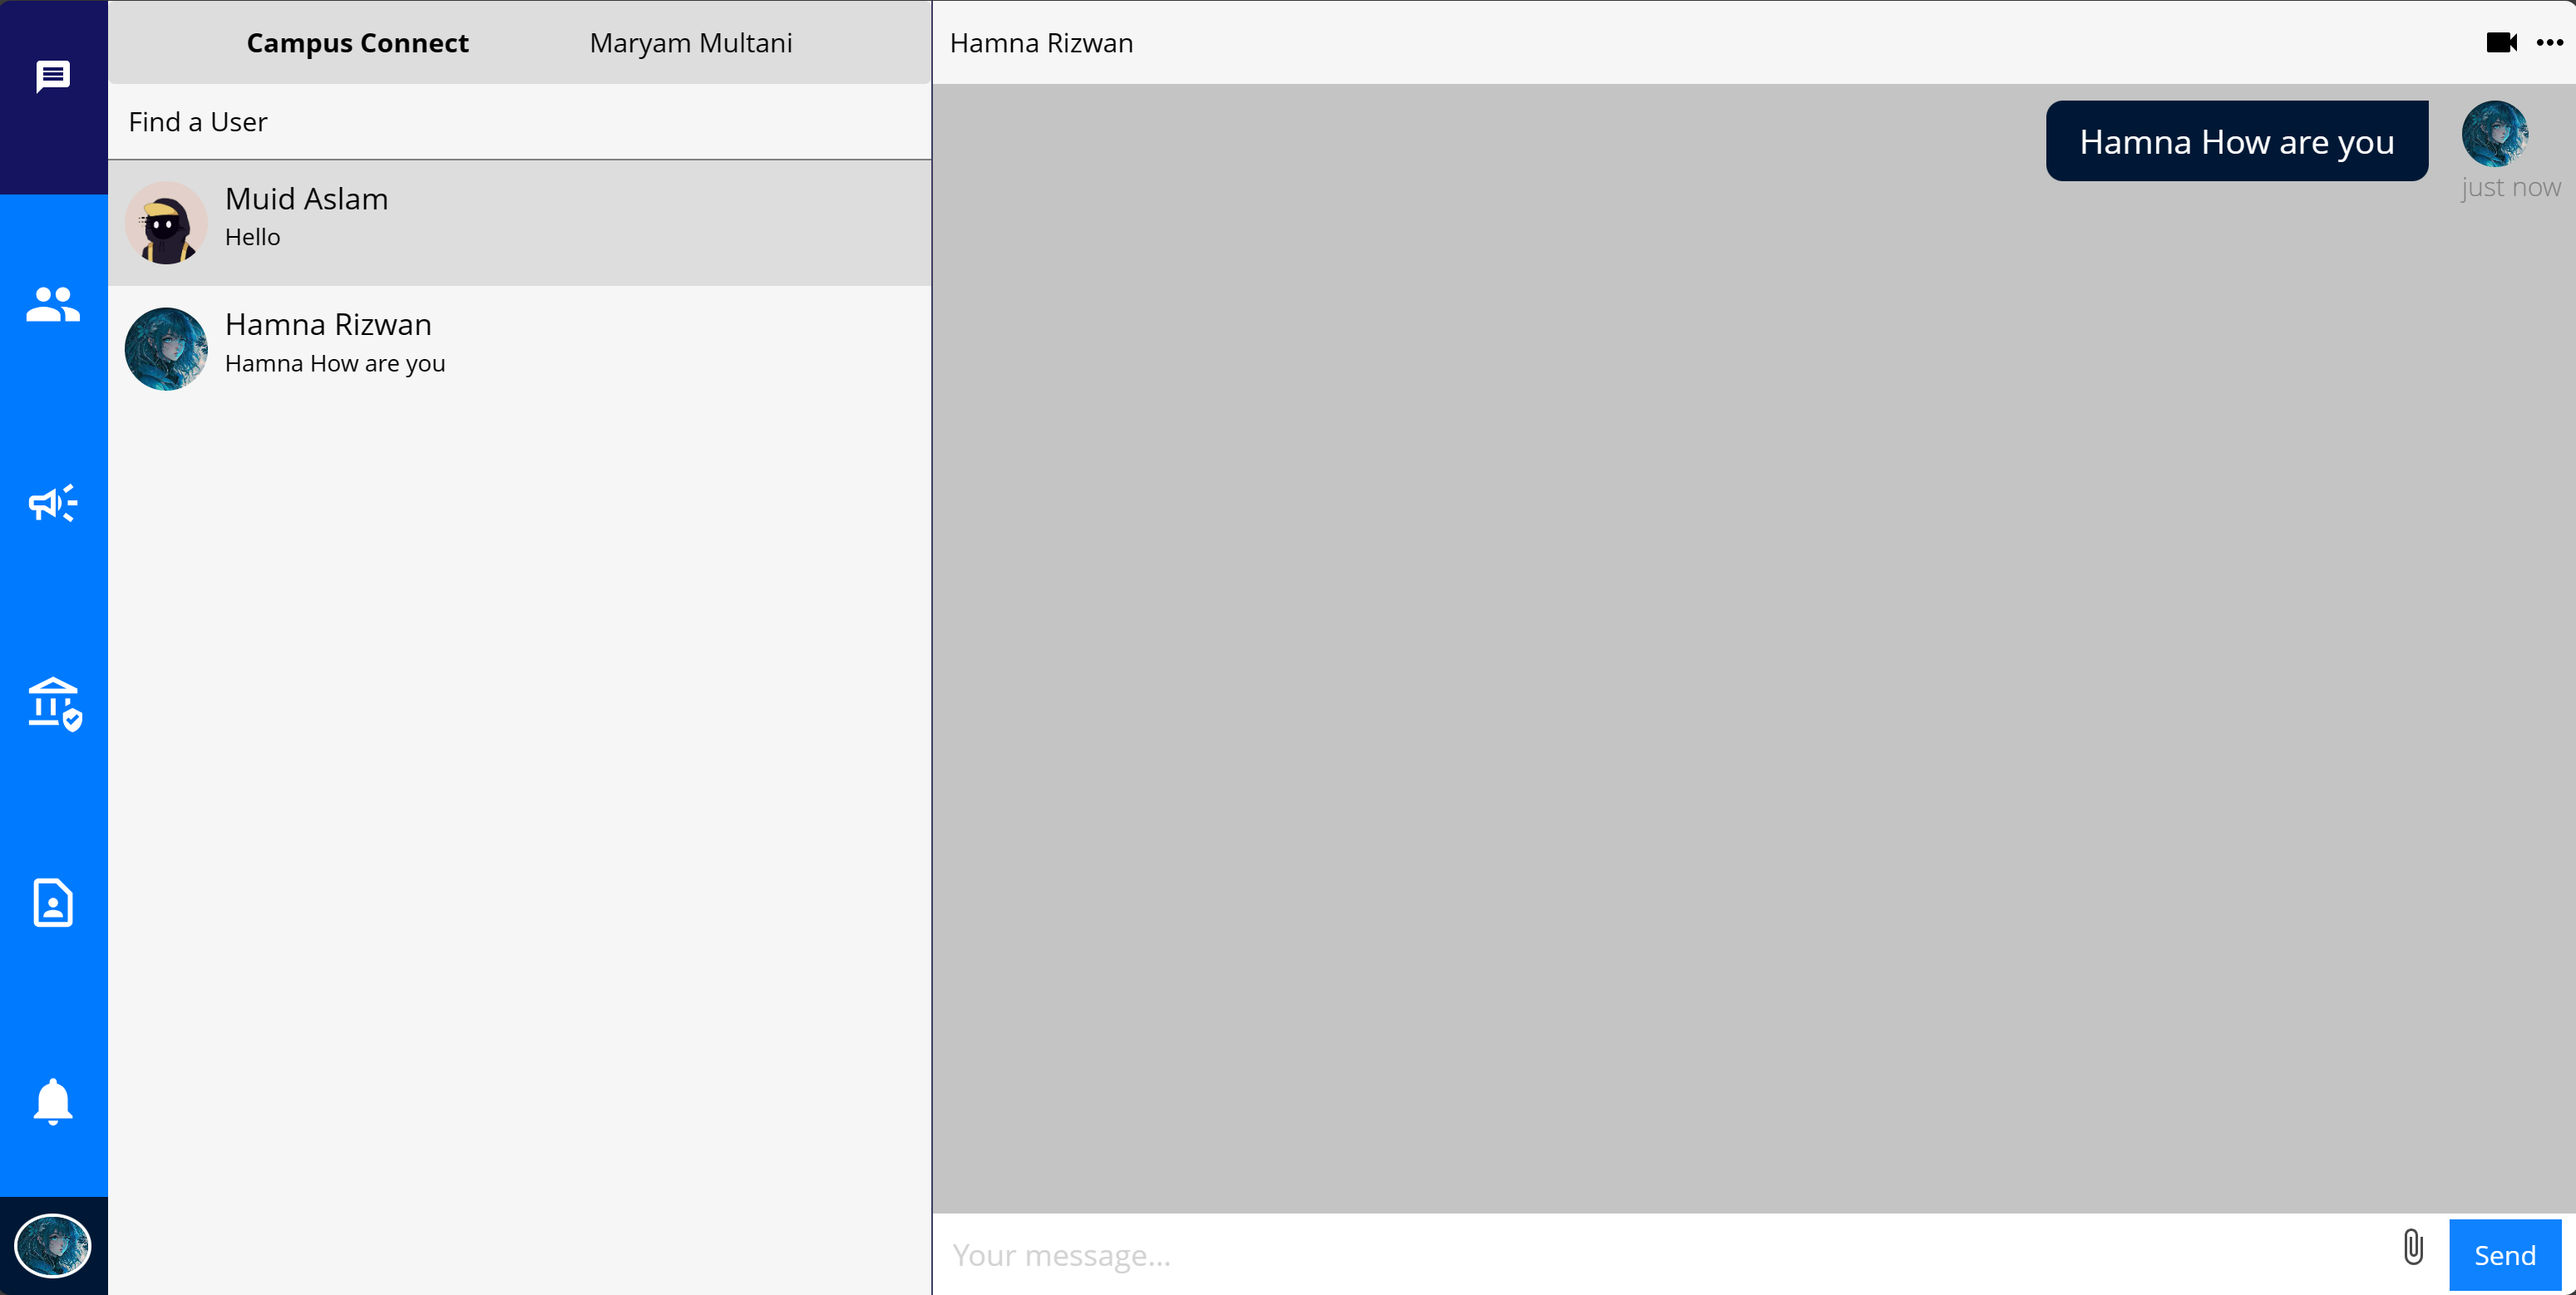 Campus Connect
Maryam Multani
Find a User
Muid Aslam
Hello
Hamna Rizwan
Hamna How are you
Hamna Rizwan
Hamna How are you
just now
Your message...
Send